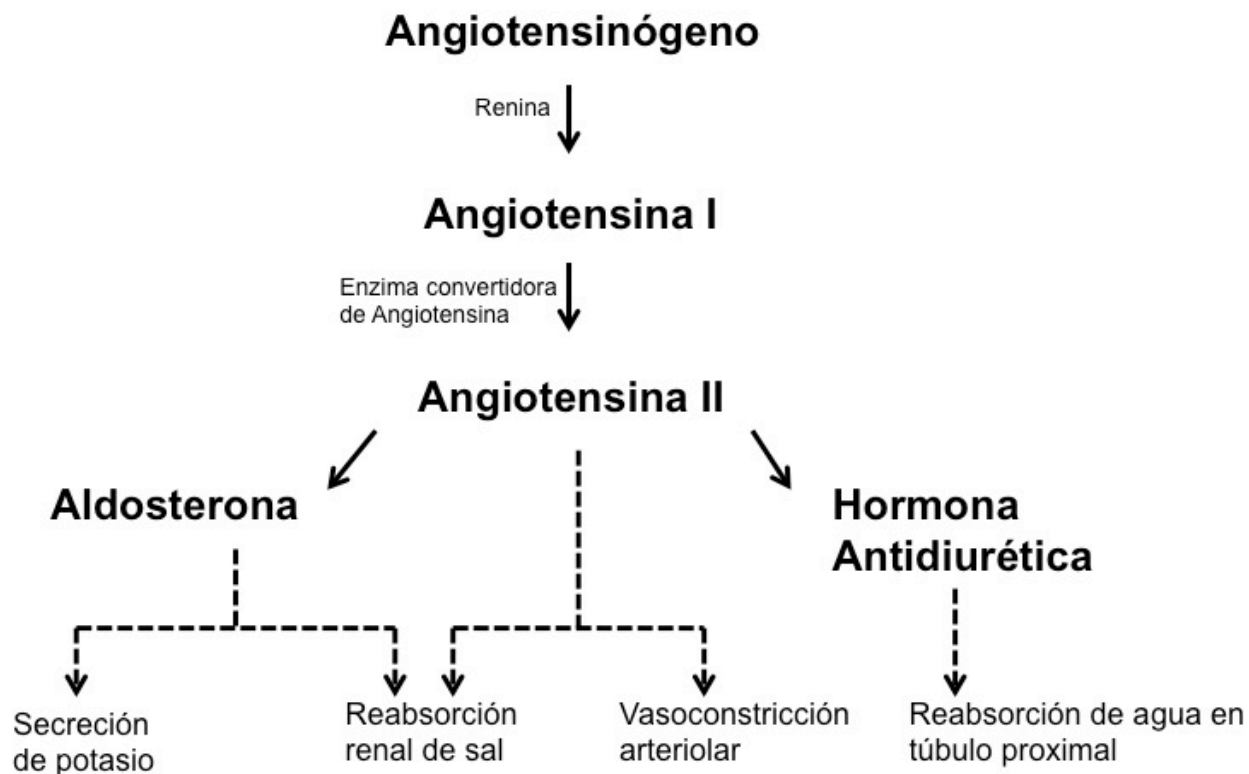 Angiotensinógeno
Renina
Angiotensina I
Enzima convertidora
de Angiotensina
Angiotensina II
Aldosterona
Hormona
Antidiurética
Secreción
de potasio
Reabsorción
renal de sal
Vasoconstricción
arteriolar
Reabsorción de agua en
túbulo proximal